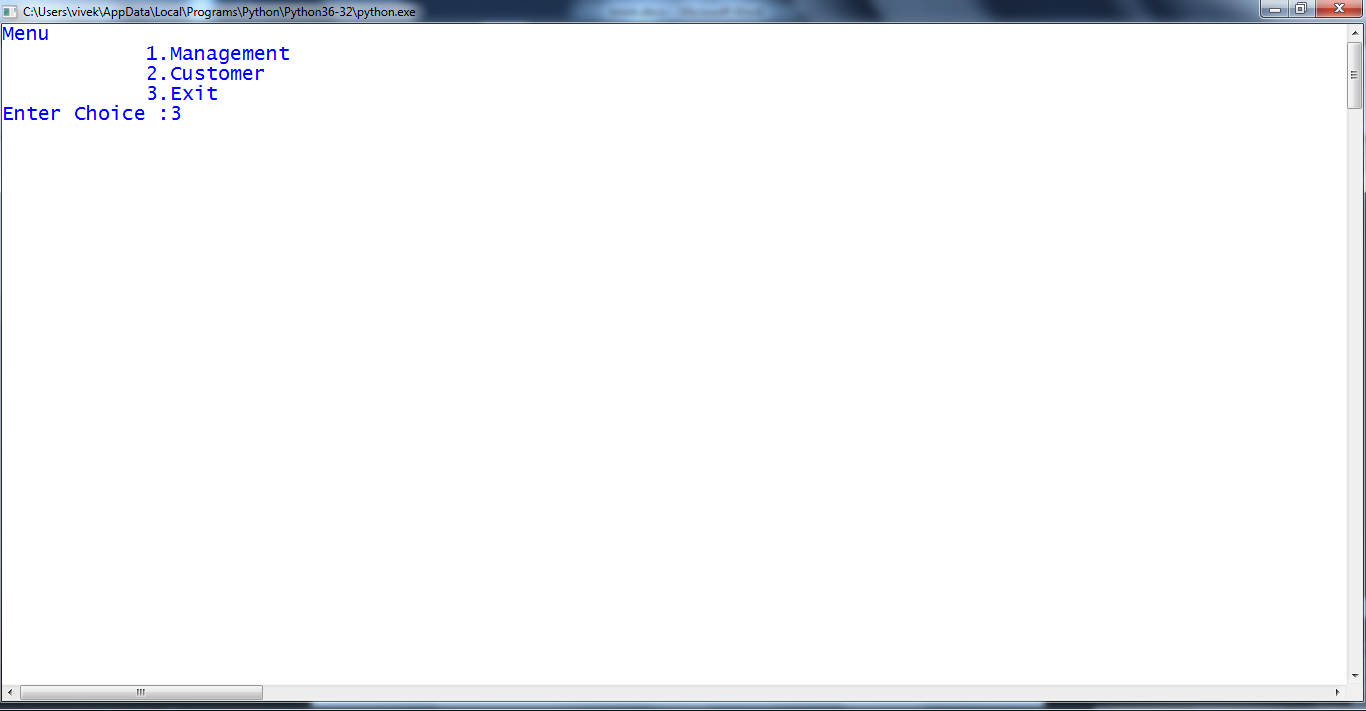 C:\Users\vivek\AppData\Local\Programs\Python\Python36-32\python.exe
Menu
1.Management
2.Customer
3.Exit
Enter Choice :3